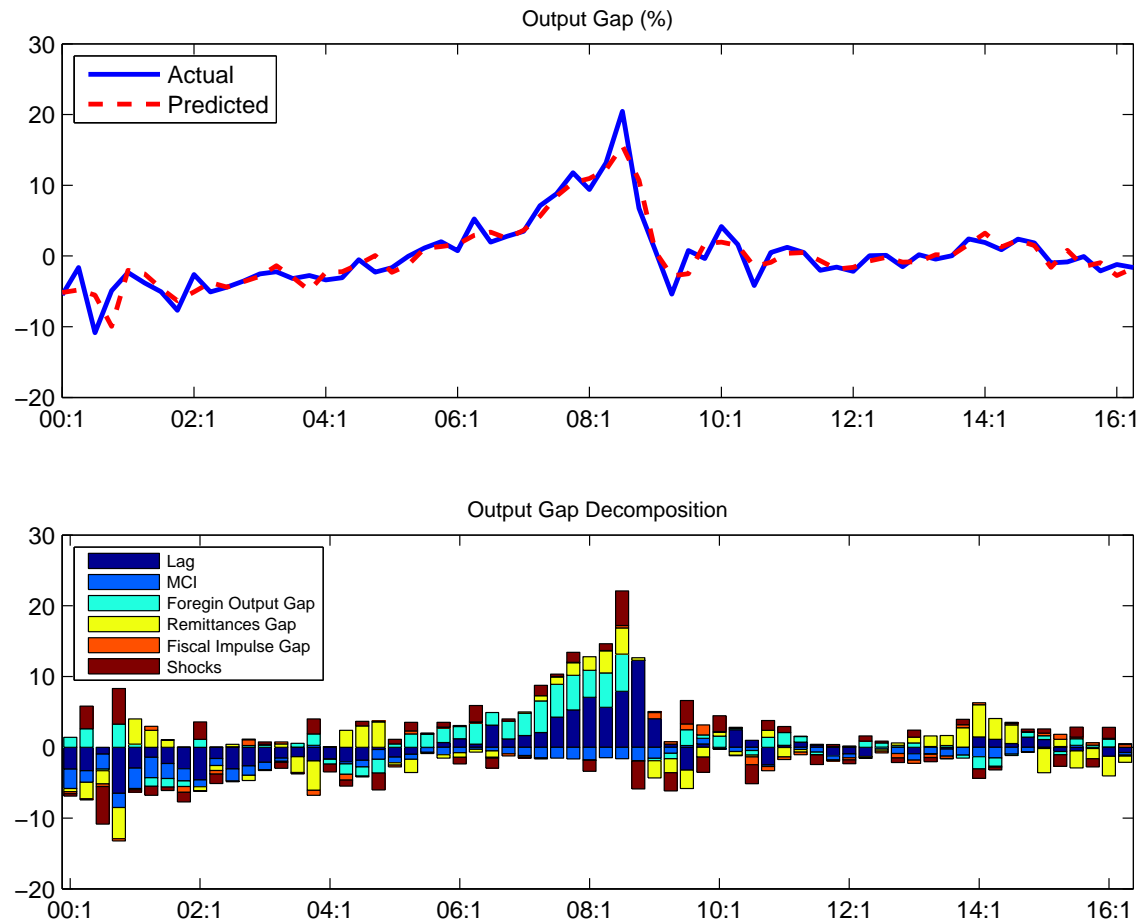 Output Gap (%)
30
20
10
0
−10
−20
Actual
Predicted
00:1 02:1 04:1 06:1 08:1 10:1 12:1 14:1 16:1
Output Gap Decomposition
30
20
10
0
−10
−20
Lag
MCI
Foregin Output Gap
Remittances Gap
Fiscal Impulse Gap
Shocks
00:1 02:1 04:1 06:1 08:1 10:1 12:1 14:1 16:1